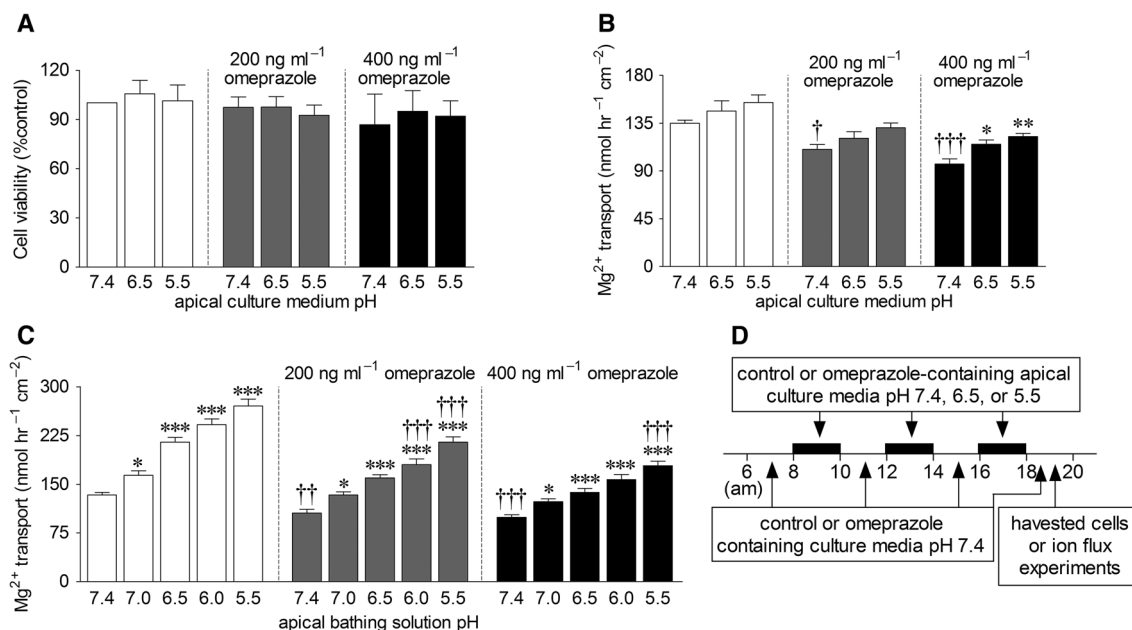 A
Cell viability (%control)
120
90
60
30
0
200 ng ml⁻¹
omeprazole
400 ng ml⁻¹
omeprazole
7.4 6.5 5.5 7.4 6.5 5.5 7.4 6.5 5.5
apical culture medium pH
B
Mg²⁺ transport (nmol hr⁻¹ cm⁻²)
180
135
90
45
0
200 ng ml⁻¹
omeprazole
400 ng ml⁻¹
omeprazole
† ††† * **
7.4 6.5 5.5 7.4 6.5 5.5 7.4 6.5 5.5
apical culture medium pH
C
Mg²⁺ transport (nmol hr⁻¹ cm⁻²)
300
225
150
75
0
* *** *** ***
200 ng ml⁻¹ omeprazole
†† * *** ††† *** ††† ***
400 ng ml⁻¹ omeprazole
††† * *** *** ††† ***
7.4 7.0 6.5 6.0 5.5 7.4 7.0 6.5 6.0 5.5 7.4 7.0 6.5 6.0 5.5
apical bathing solution pH
D
control or omeprazole-containing apical
culture media pH 7.4, 6.5, or 5.5
6 8 10 12 14 16 18 20
(am)
control or omeprazole
containing culture media pH 7.4
havested cells
or ion flux
experiments